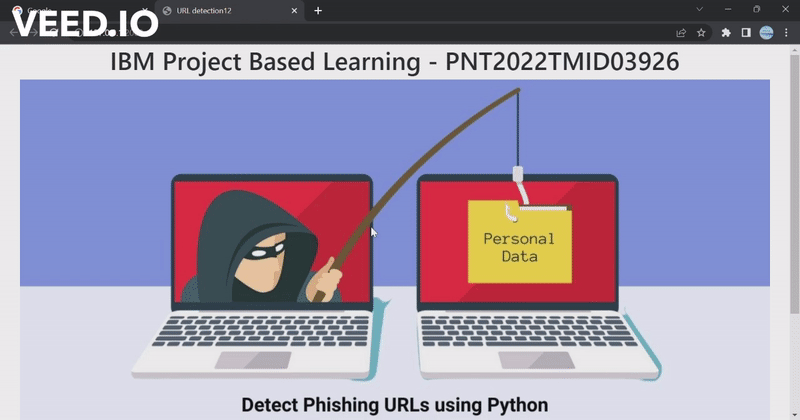 VEED.IO
URL detection12
IBM Project Based Learning - PNT2022TMID03926
Personal
Data
Detect Phishing URLs using Python